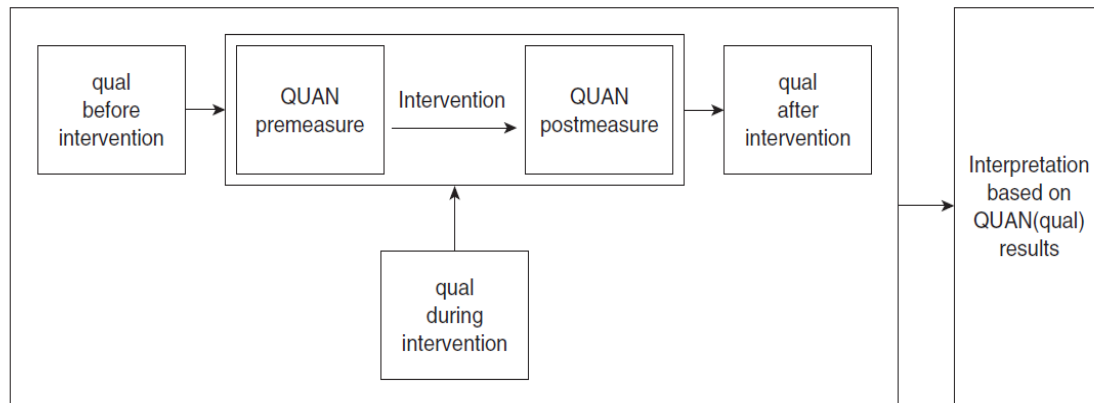 qual
before
intervention
QUAN
premeasure
Intervention
QUAN
postmeasure
qual
after
intervention
qual
during
intervention
Interpretation
based on
QUAN(qual)
results